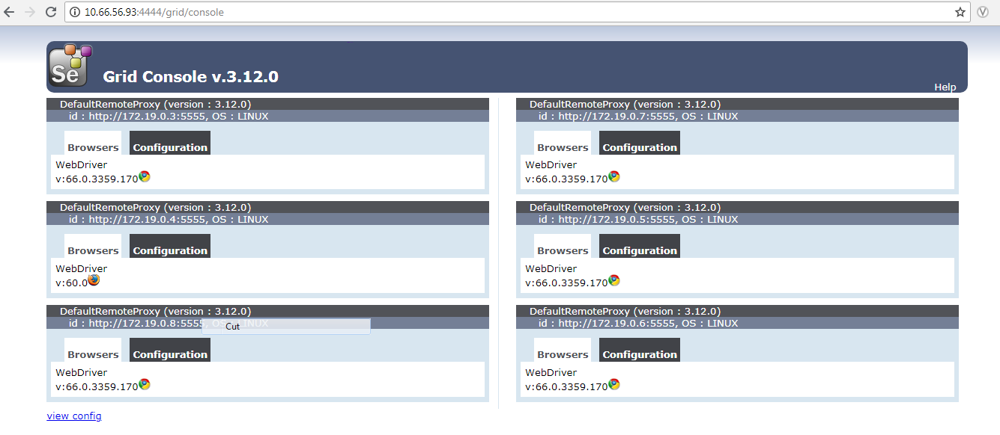 10.66.56.93:4444/grid/console
Se
Grid Console v.3.12.0
Help
DefaultRemoteProxy (version : 3.12.0)
id : http://172.19.0.3:5555, OS : LINUX
Browsers Configuration
WebDriver
v:66.0.3359.170
DefaultRemoteProxy (version : 3.12.0)
id : http://172.19.0.4:5555, OS : LINUX
Browsers Configuration
WebDriver
v:60.0
DefaultRemoteProxy (version : 3.12.0)
id : http://172.19.0.8:5555, OS : LINUX
Cut
Browsers Configuration
WebDriver
v:66.0.3359.170
view config
DefaultRemoteProxy (version : 3.12.0)
id : http://172.19.0.7:5555, OS : LINUX
Browsers Configuration
WebDriver
v:66.0.3359.170
DefaultRemoteProxy (version : 3.12.0)
id : http://172.19.0.5:5555, OS : LINUX
Browsers Configuration
WebDriver
v:66.0.3359.170
DefaultRemoteProxy (version : 3.12.0)
id : http://172.19.0.6:5555, OS : LINUX
Browsers Configuration
WebDriver
v:66.0.3359.170